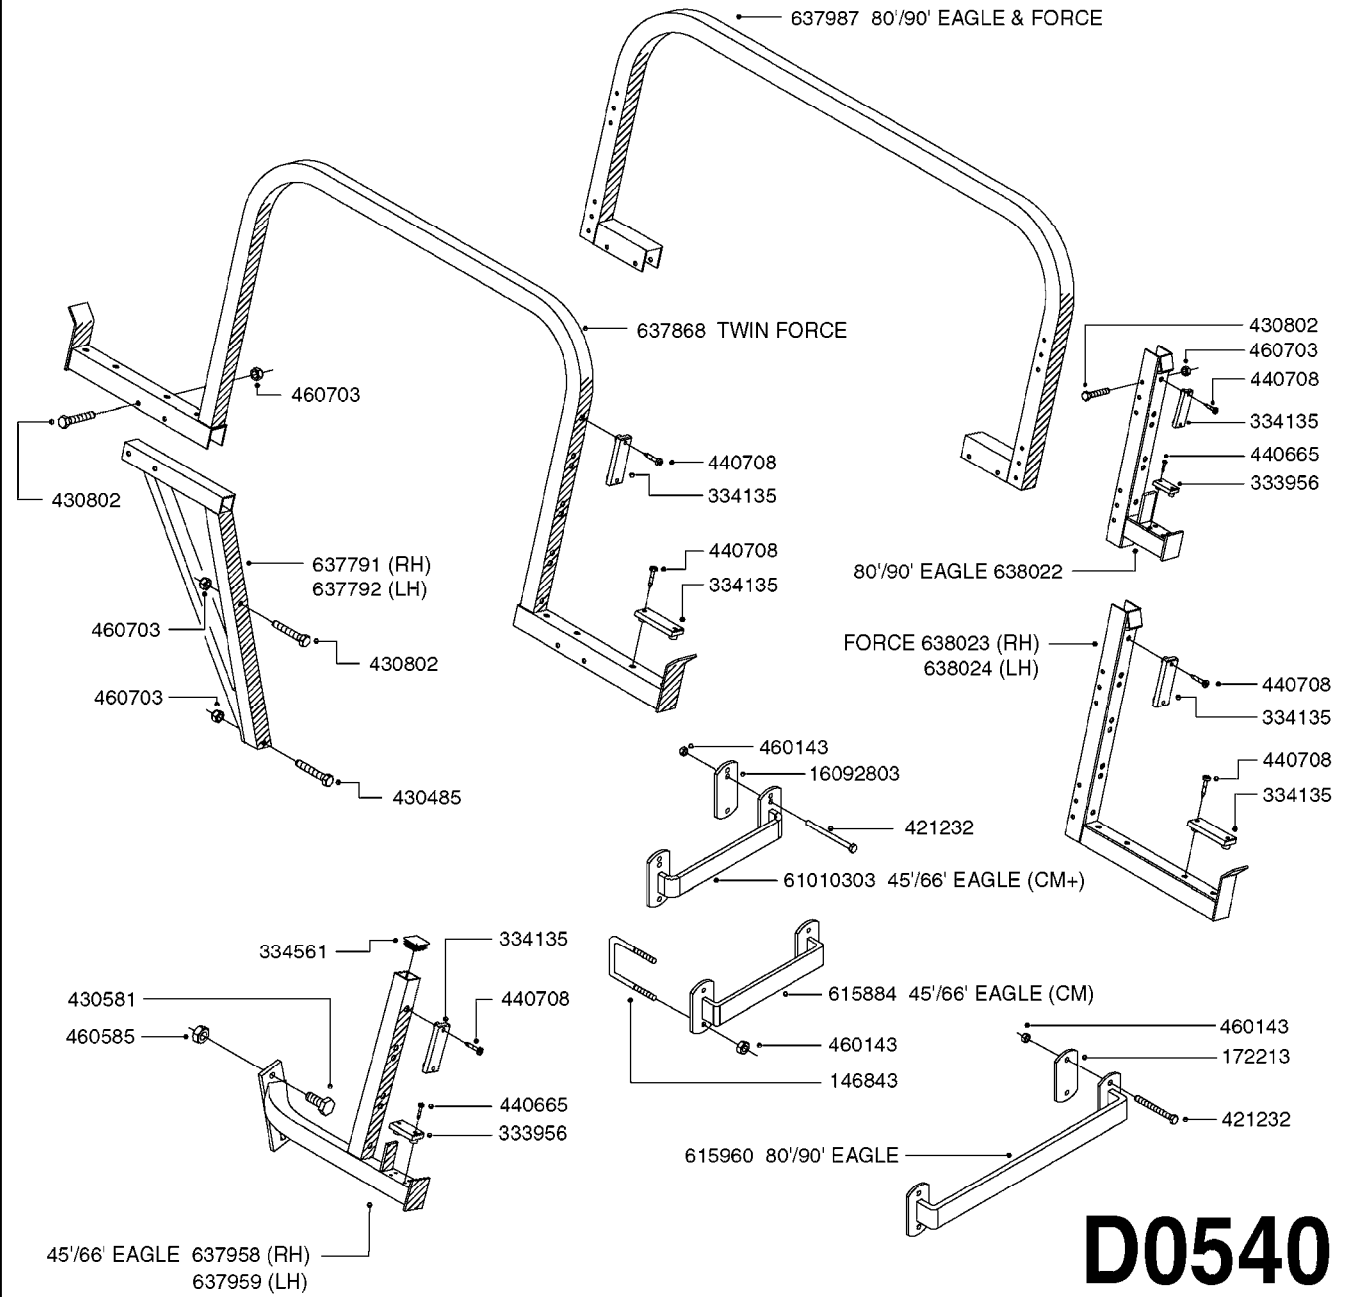 637987 80'/90' EAGLE & FORCE
637868 TWIN FORCE
460703
430802
430802
460703
440708
334135
440665
333956
80'/90' EAGLE 638022
440708
334135
440708
334135
637791 (RH)
637792 (LH)
460703
430802
460703
430485
FORCE 638023 (RH)
638024 (LH)
440708
334135
440708
334135
460143
16092803
421232
61010303 45'/66' EAGLE (CM+)
334561
334135
430581
460585
440708
440665
333956
45'/66' EAGLE 637958 (RH)
637959 (LH)
615884 45'/66' EAGLE (CM)
460143
146843
460143
172213
421232
615960 80'/90' EAGLE
D0540